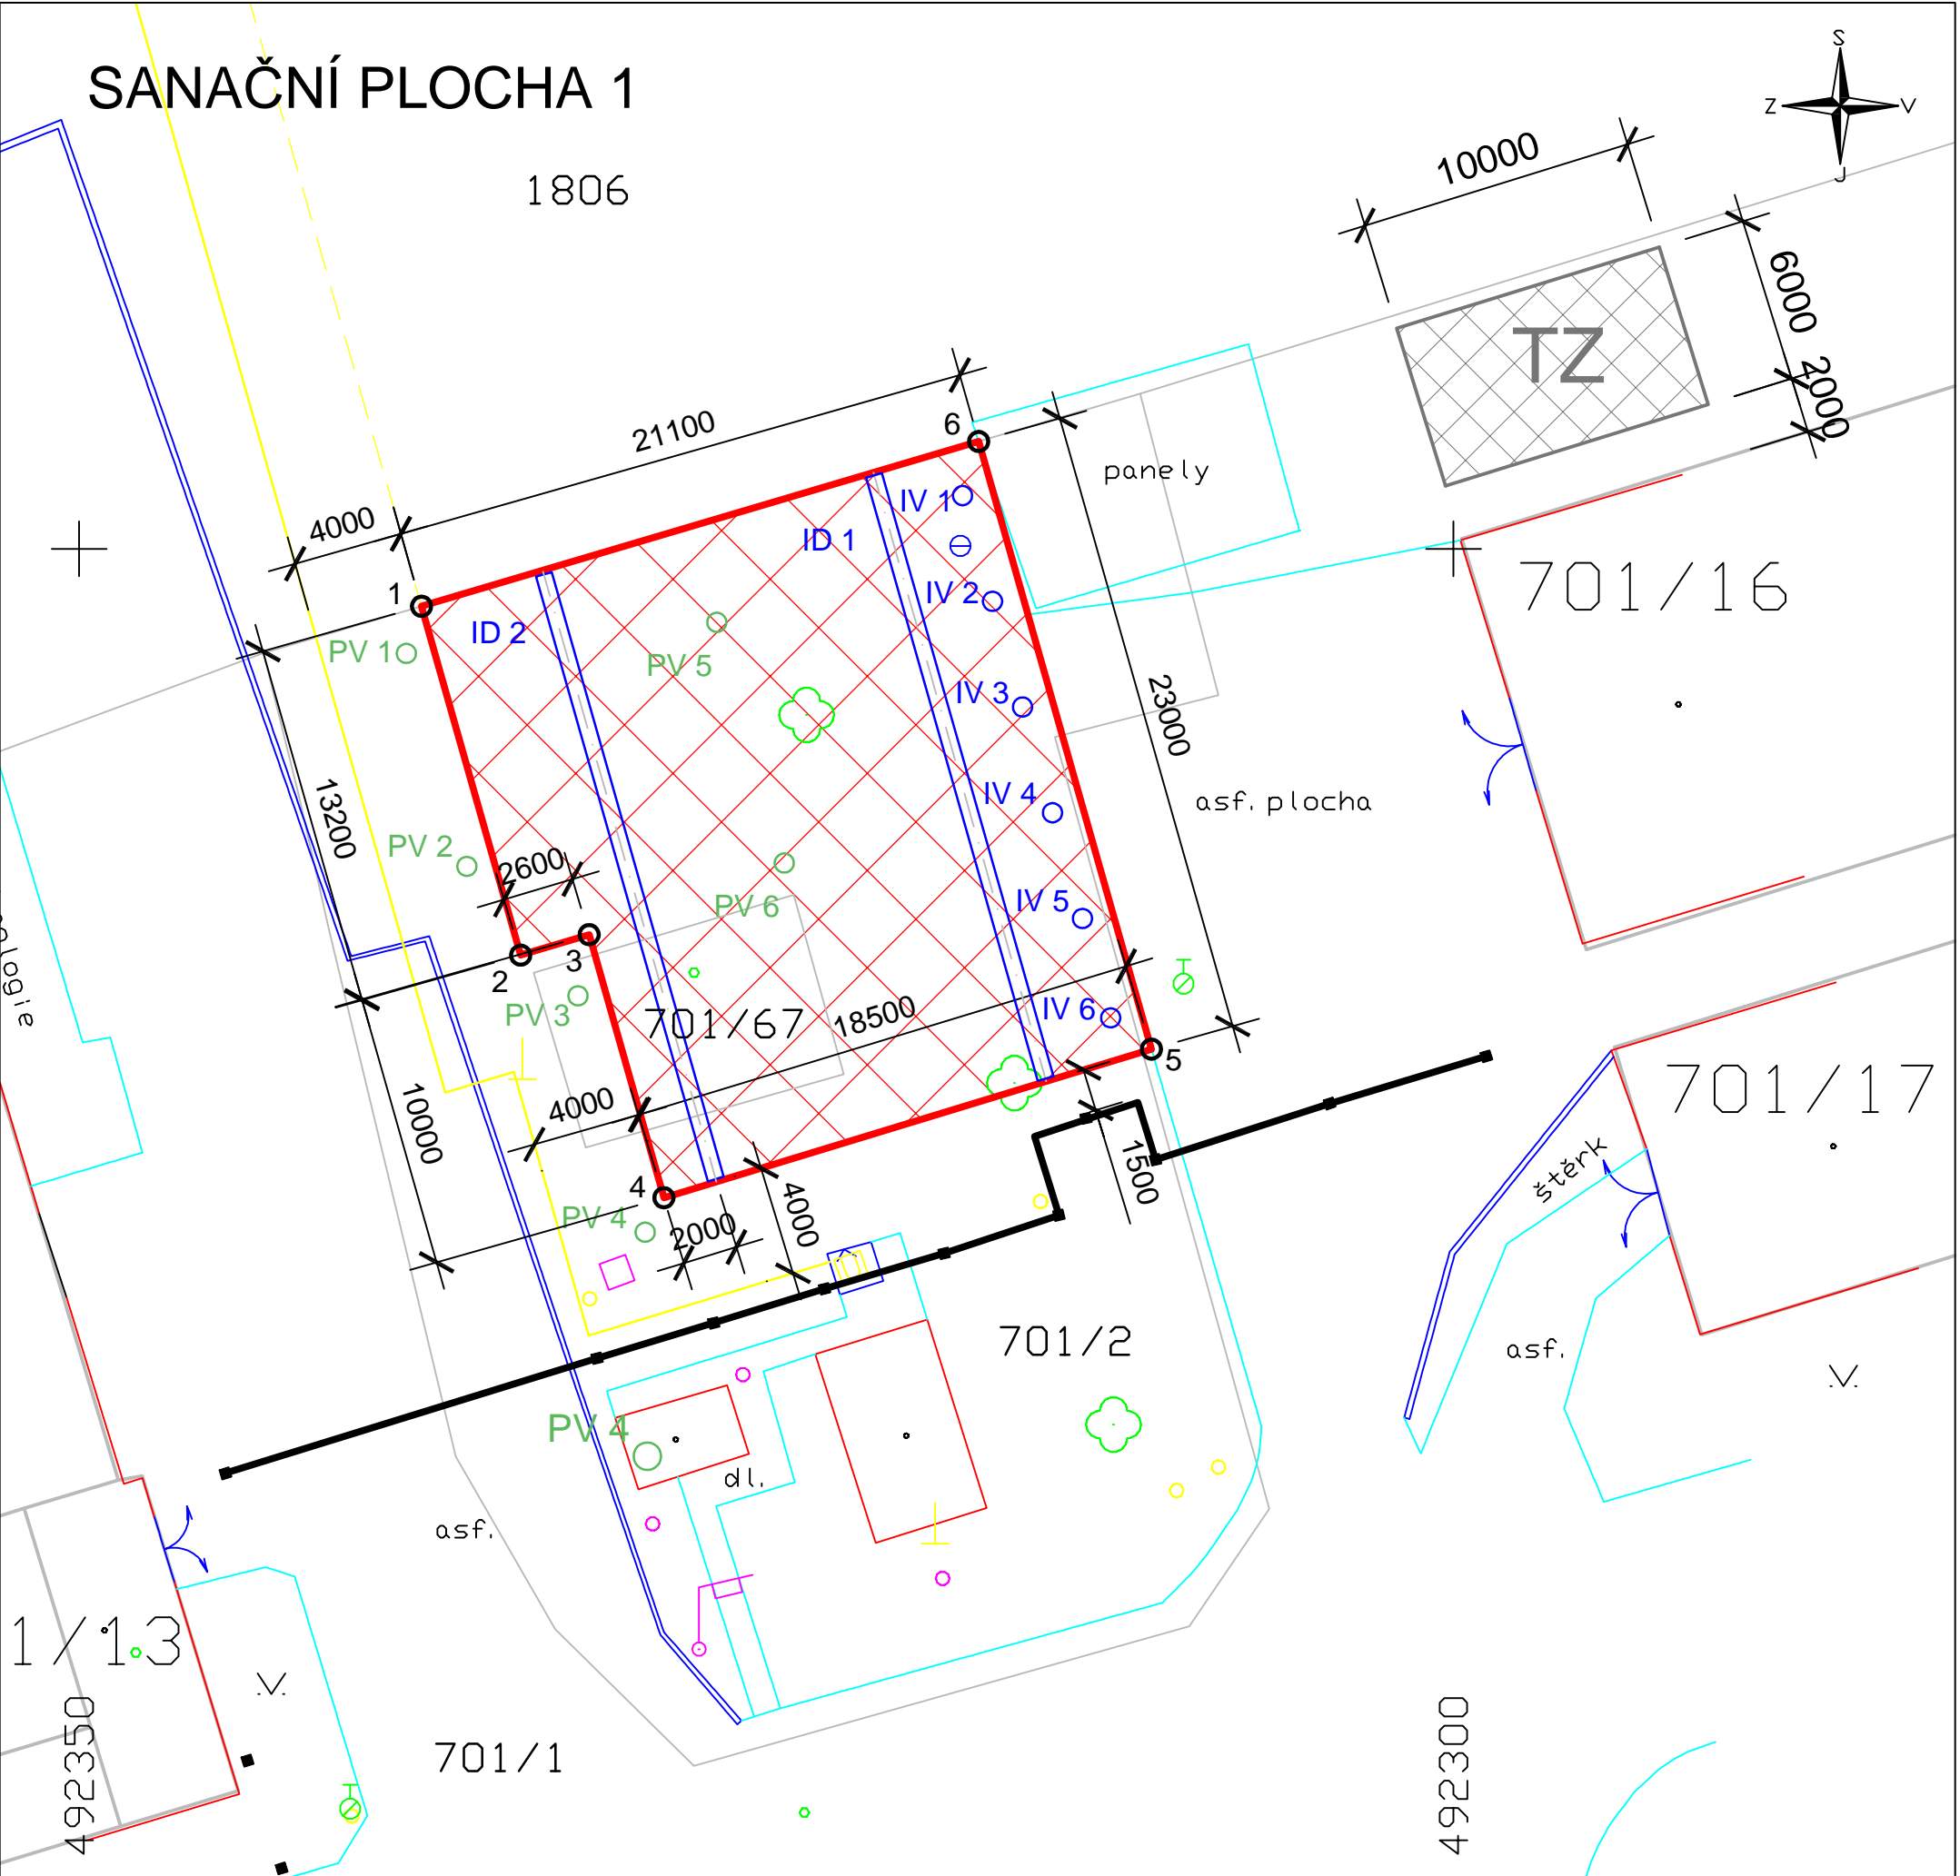 SANAČNÍ PLOCHA 1
S
Z
V
J
1806
10000
6000
2000
TZ
21100
6
4000
1
panely
IV 1
ID 1
IV 2
ID 2
PV 1
PV 5
701/16
IV 3
23000
13200
IV 4
asf. plocha
PV 2
2600
PV 6
IV 5
2
3
PV 3
701/67
18500
IV 6
5
701/17
10000
4000
1500
štěrk
4
PV 4
2000
4000
701/2
asf.
.V.
PV 4
dl.
asf.
1/13
.V.
492350
701/1
492300